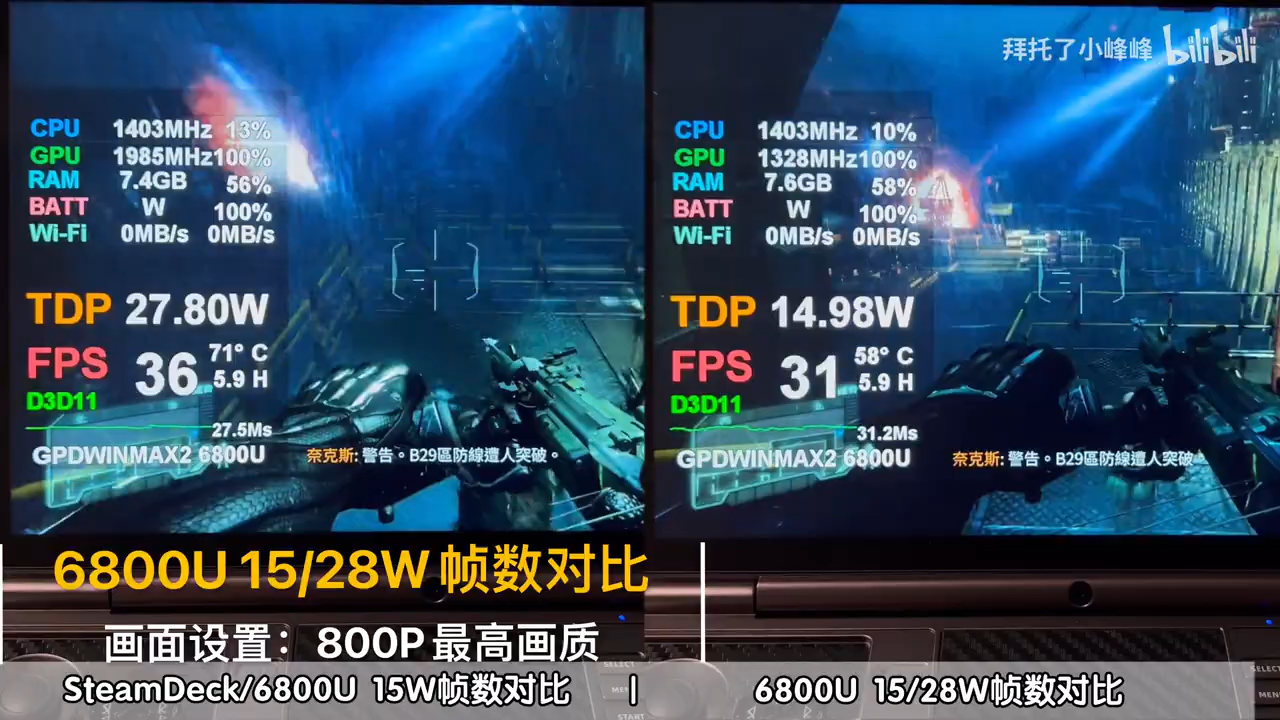 拜托了小峰峰 bilibili
CPU 1403MHz 13%
GPU 1985MHz 100%
RAM 7.4GB 56%
BATT W 100%
Wi-Fi 0MB/s 0MB/s
TDP 27.80W
FPS 36 71° C
5.9 H
D3D11
27.5Ms
GPDWINMAX2 6800U
奈克斯: 警告。B29區防線遭人突破。
CPU 1403MHz 10%
GPU 1328MHz 100%
RAM 7.6GB 58%
BATT W 100%
Wi-Fi 0MB/s 0MB/s
TDP 14.98W
FPS 31 58° C
5.9 H
D3D11
31.2Ms
GPDWINMAX2 6800U
奈克斯: 警告。B29區防線遭人突破。
6800U 15/28W 帧数对比
画面设置：800P 最高画质
SELECT
MENU
START
SELECT
MENU
SteamDeck/6800U 15W帧数对比 | 6800U 15/28W帧数对比